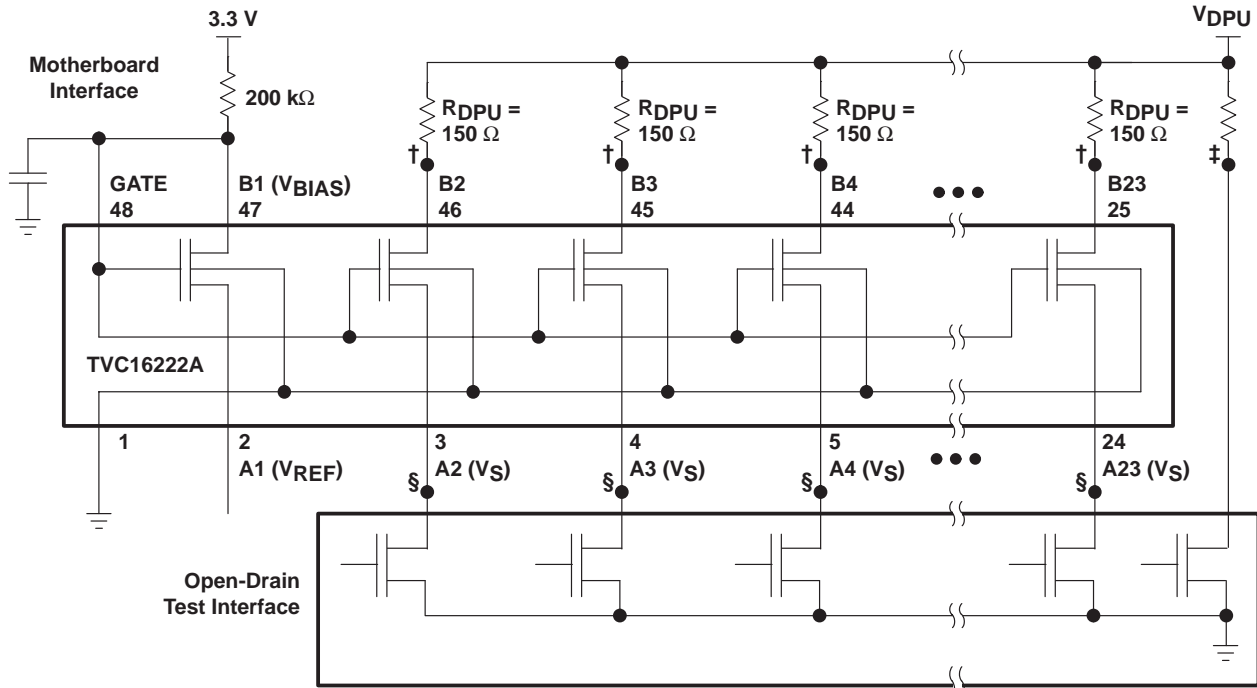 3.3 V
VDPU
Motherboard
Interface
200 kΩ
RDPU =
150 Ω
RDPU =
150 Ω
RDPU =
150 Ω
RDPU =
150 Ω
†
†
†
†
‡
GATE
48
B1 (VBIAS)
47
B2
46
B3
45
B4
44
B23
25
TVC16222A
1
2
3
4
5
24
A1 (VREF)
A2 (VS)
A3 (VS)
A4 (VS)
A23 (VS)
§
§
§
§
Open-Drain
Test Interface